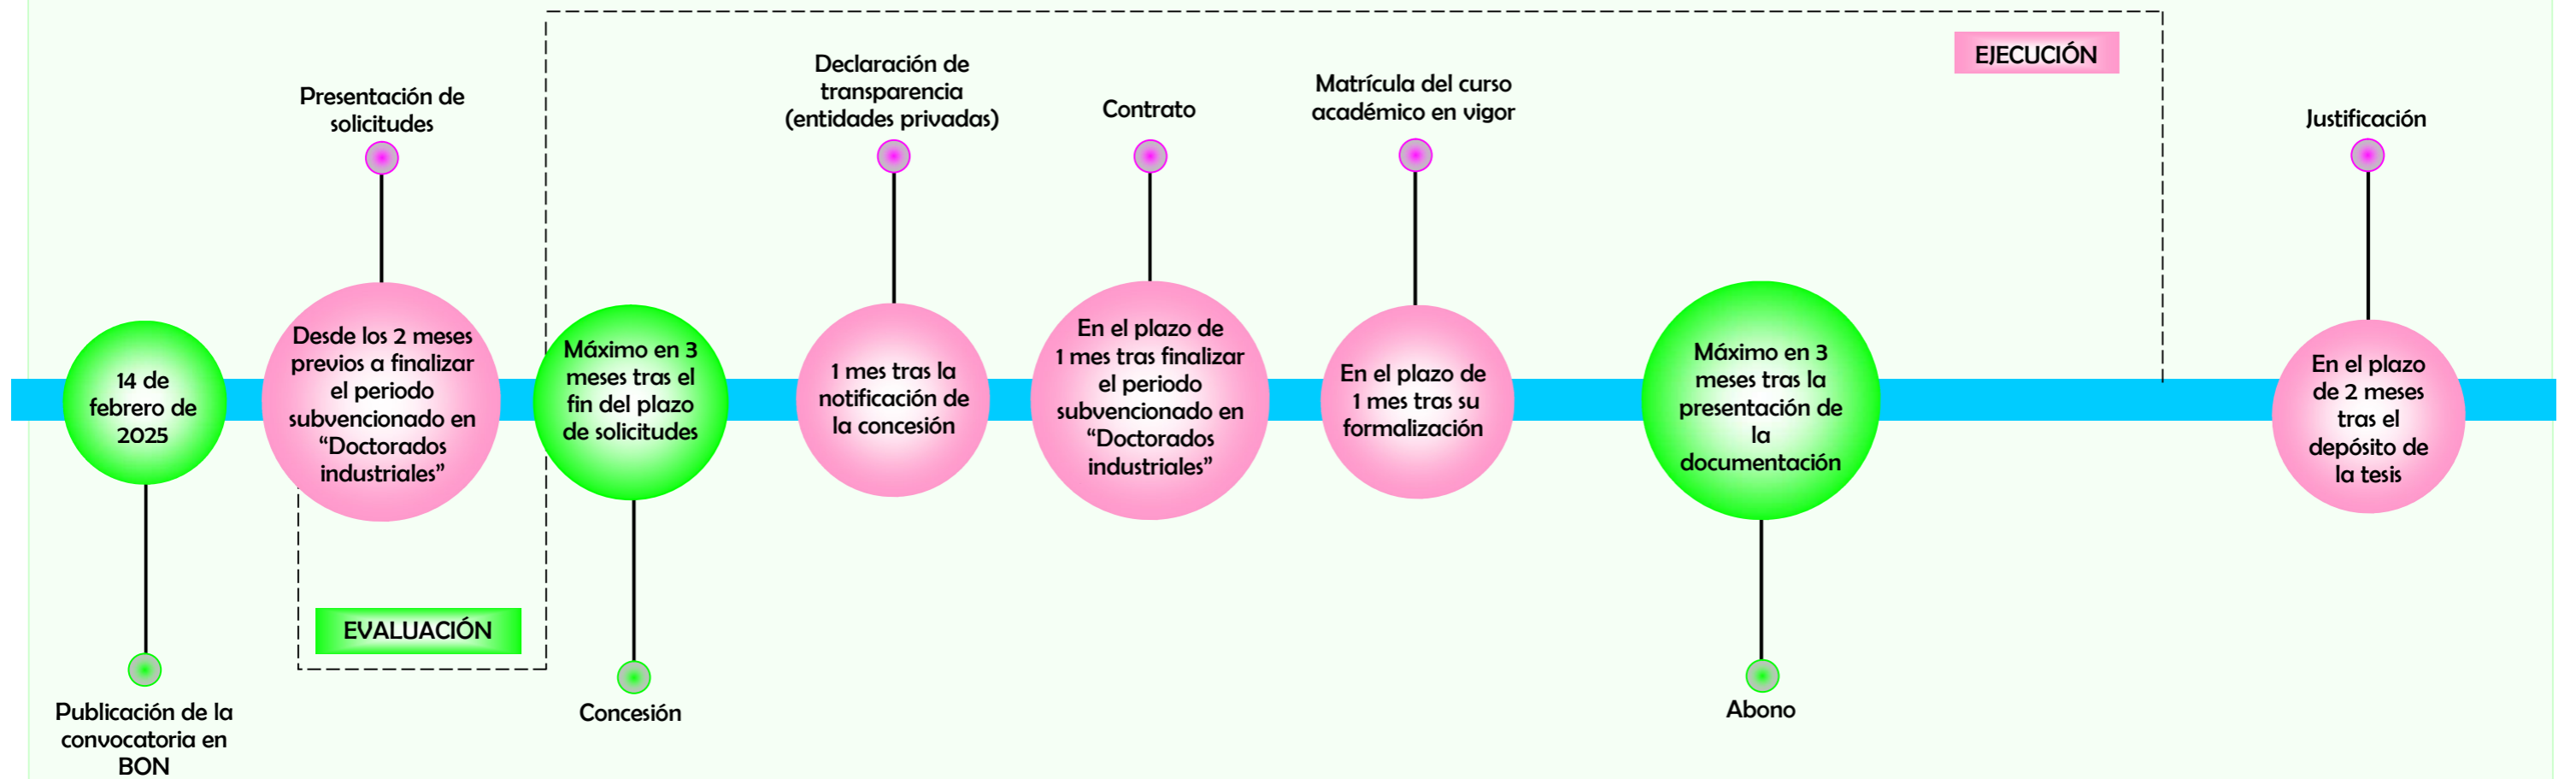 EJECUCIÓN
Presentación de
solicitudes
Declaración de
transparencia
(entidades privadas)
Contrato
Matrícula del curso
académico en vigor
Justificación
14 de
febrero de
2025
Desde los 2 meses
previos a finalizar
el periodo
subvencionado en
“Doctorados
industriales”
Máximo en 3
meses tras el
fin del plazo
de solicitudes
1 mes tras la
notificación de
la concesión
En el plazo de
1 mes tras finalizar
el periodo
subvencionado en
“Doctorados
industriales”
En el plazo de
1 mes tras su
formalización
Máximo en 3
meses tras la
presentación de
la
documentación
En el plazo
de 2 meses
tras el
depósito de
la tesis
EVALUACIÓN
Publicación de la
convocatoria en
BON
Concesión
Abono